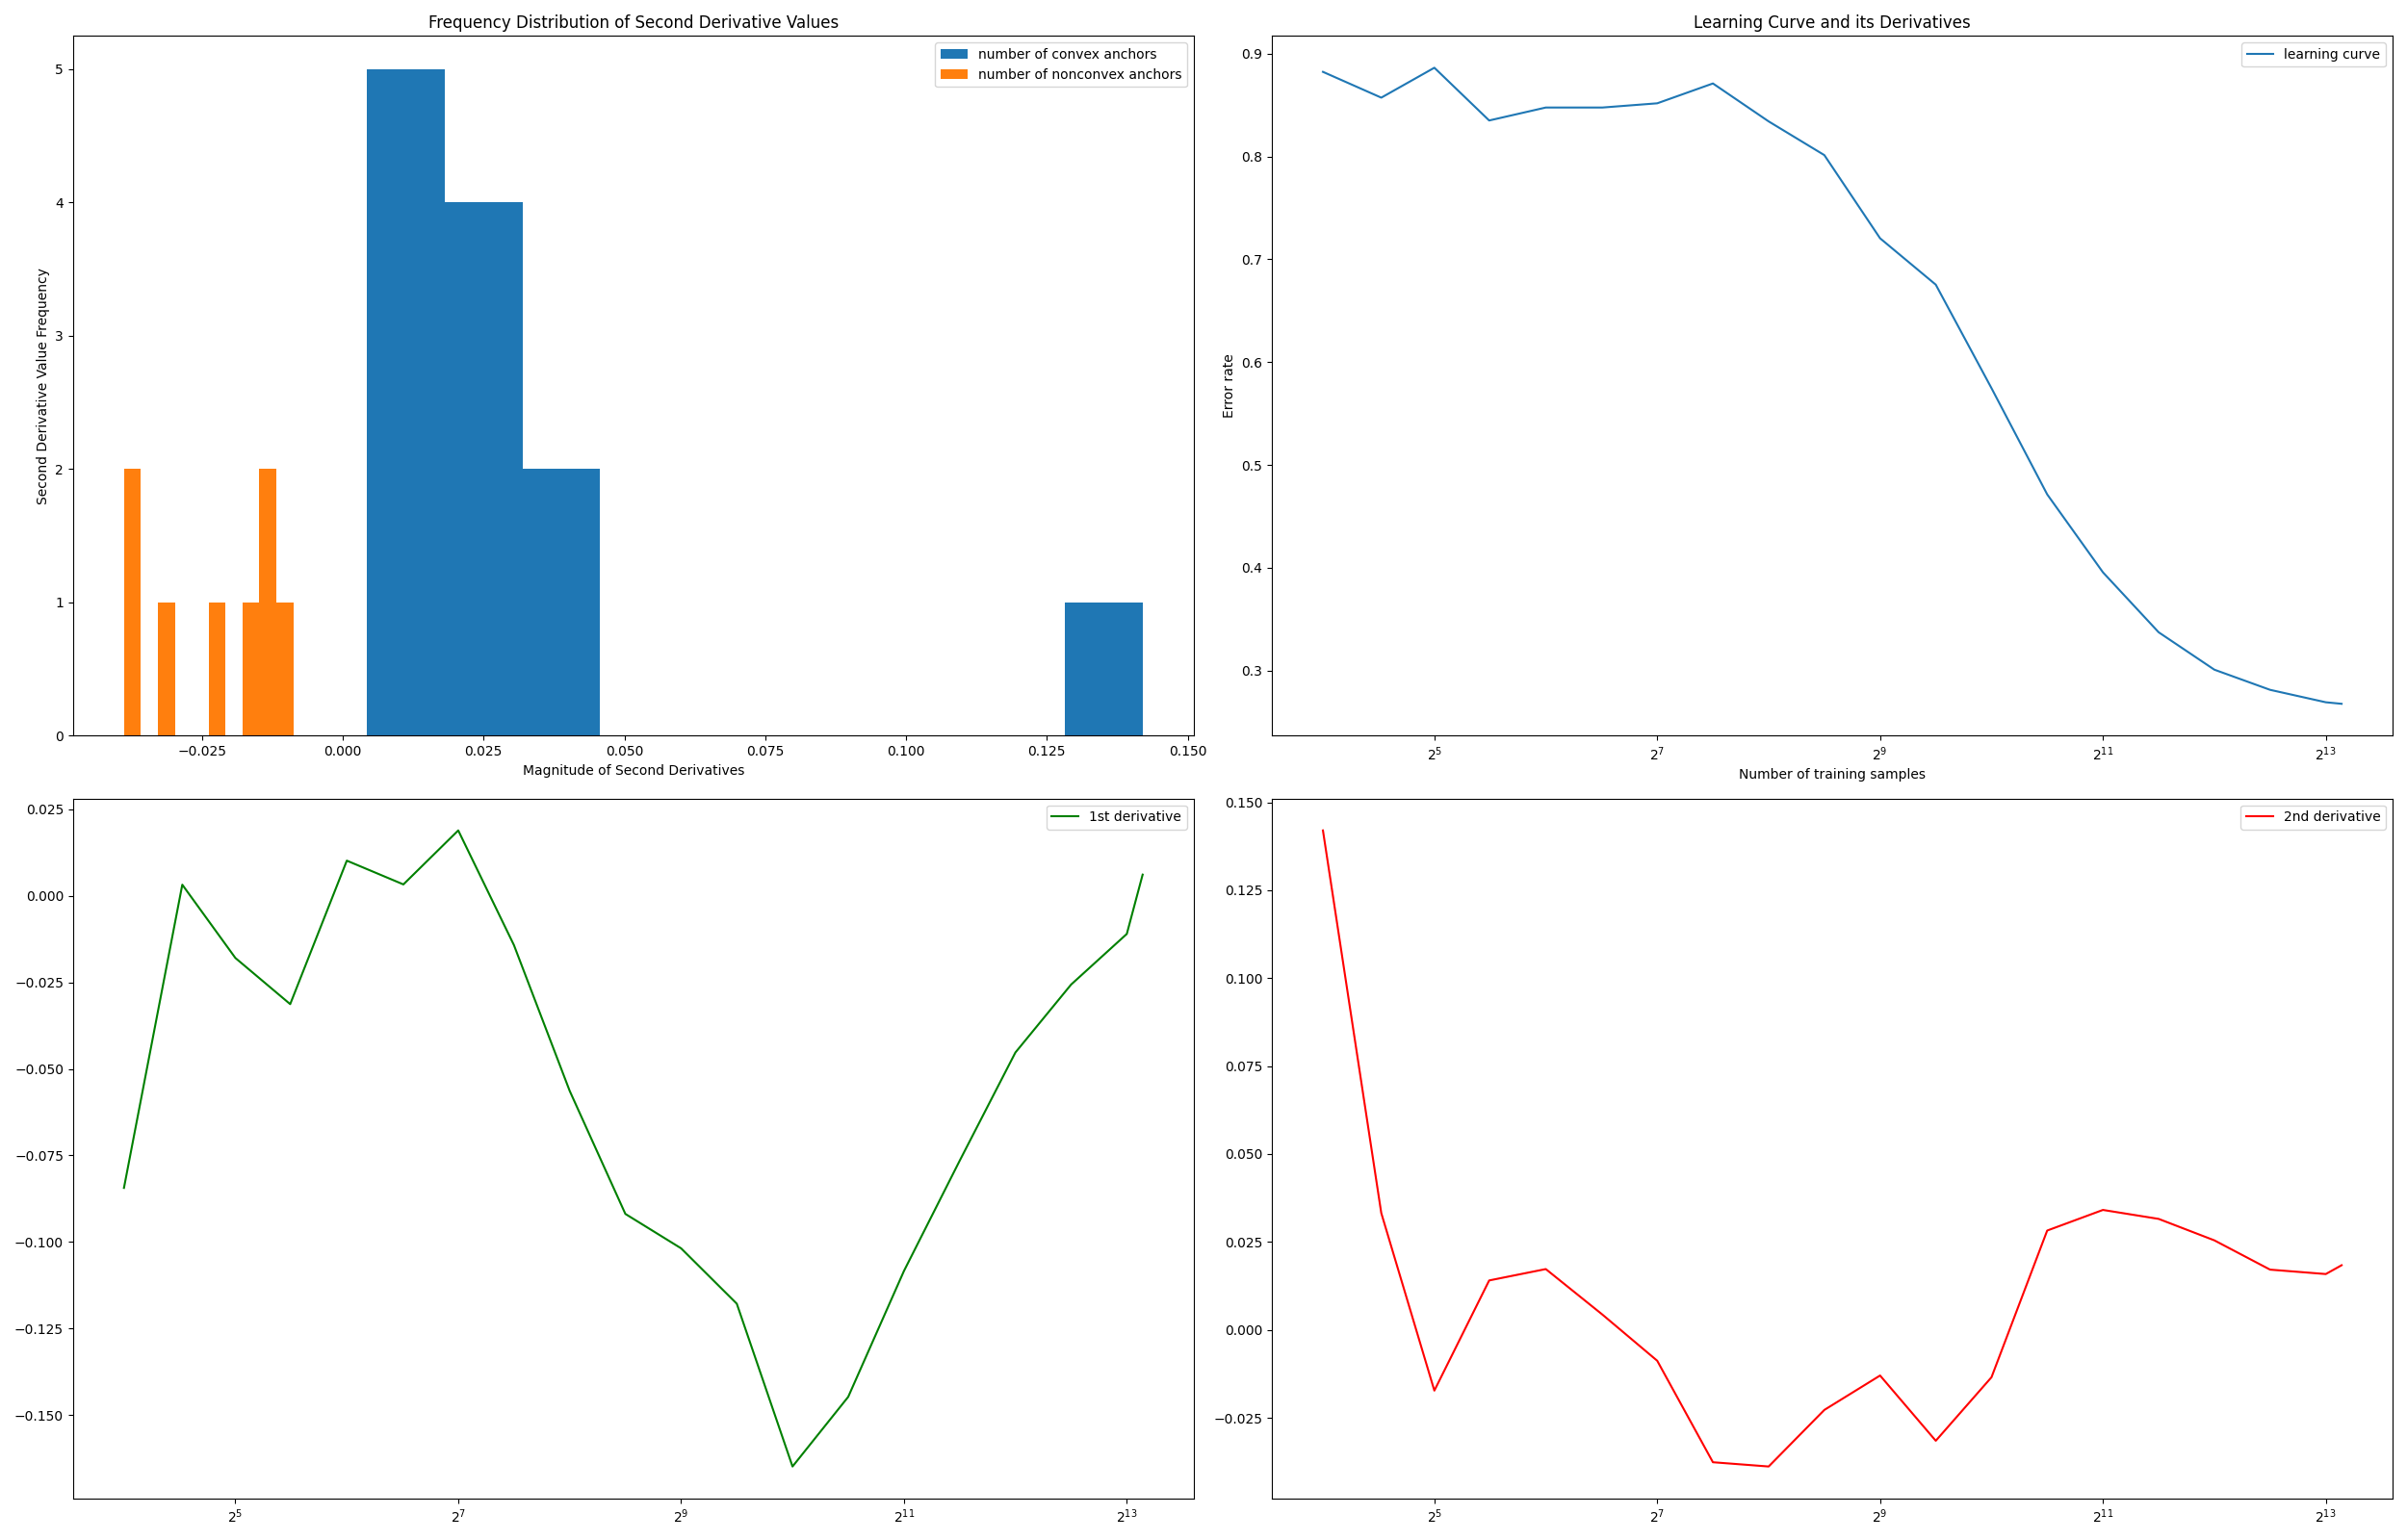 Frequency Distribution of Second Derivative Values
number of convex anchors
number of nonconvex anchors
5
4
3
2
1
0
Second Derivative Value Frequency
−0.025 0.000 0.025 0.050 0.075 0.100 0.125 0.150
Magnitude of Second Derivatives
Learning Curve and its Derivatives
learning curve
0.9
0.8
0.7
0.6
0.5
0.4
0.3
Error rate
2⁵ 2⁷ 2⁹ 2¹¹ 2¹³
Number of training samples
1st derivative
0.025
0.000
−0.025
−0.050
−0.075
−0.100
−0.125
−0.150
2⁵ 2⁷ 2⁹ 2¹¹ 2¹³
2nd derivative
0.150
0.125
0.100
0.075
0.050
0.025
0.000
−0.025
2⁵ 2⁷ 2⁹ 2¹¹ 2¹³